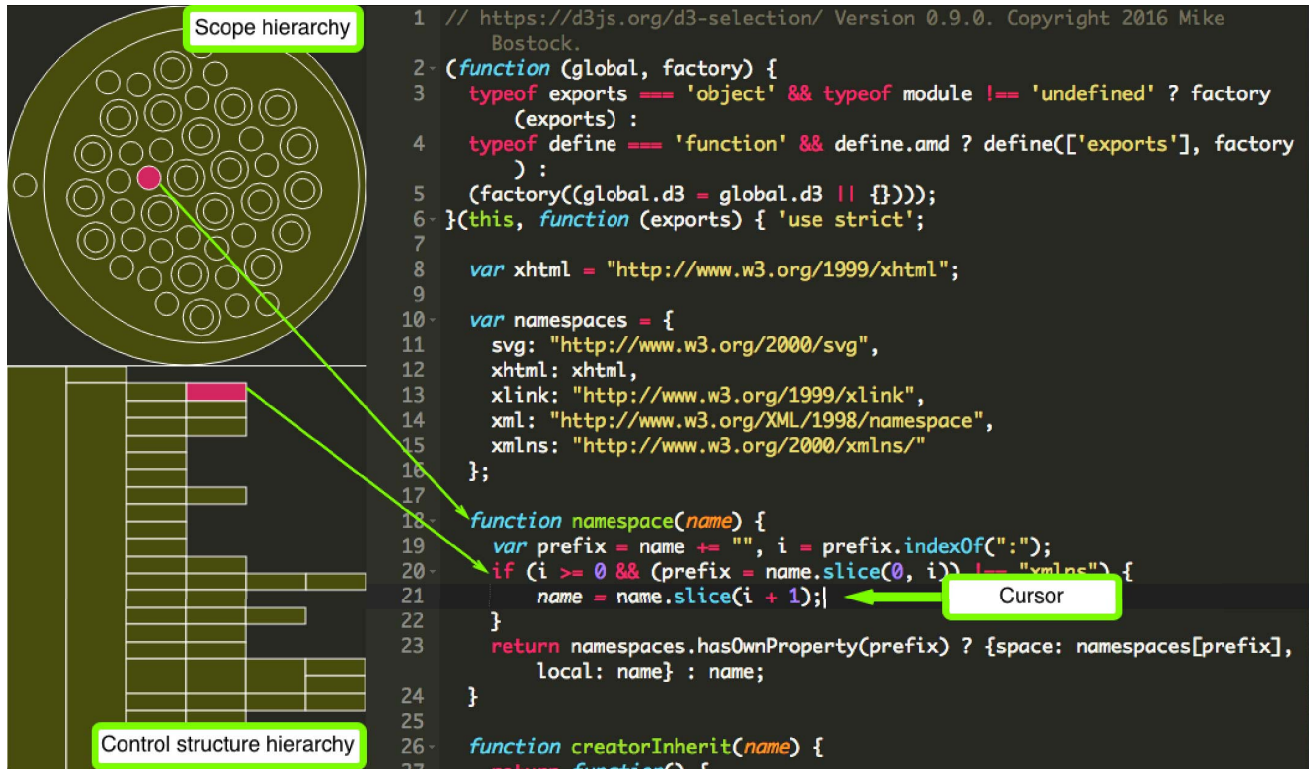 Scope hierarchy
1 // https://d3js.org/d3-selection/ Version 0.9.0. Copyright 2016 Mike
Bostock.
2 (function (global, factory) {
3 typeof exports === 'object' && typeof module !== 'undefined' ? factory
(exports) :
4 typeof define === 'function' && define.amd ? define(['exports'], factory
) :
5 (factory((global.d3 = global.d3 || {})));
6 }(this, function (exports) { 'use strict';
7
8 var xhtml = "http://www.w3.org/1999/xhtml";
9
10 var namespaces = {
11 svg: "http://www.w3.org/2000/svg",
12 xhtml: xhtml,
13 xlink: "http://www.w3.org/1999/xlink",
14 xml: "http://www.w3.org/XML/1998/namespace",
15 xmlns: "http://www.w3.org/2000/xmlns/"
16 };
17
18 function namespace(name) {
19 var prefix = name += "", i = prefix.indexOf(":");
20 if (i >= 0 && (prefix = name.slice(0, i)) !== "xmlns") {
21 name = name.slice(i + 1);
Cursor
22 }
23 return namespaces.hasOwnProperty(prefix) ? {space: namespaces[prefix],
local: name} : name;
24 }
25
Control structure hierarchy
26 function creatorInherit(name) {
27 return function() {